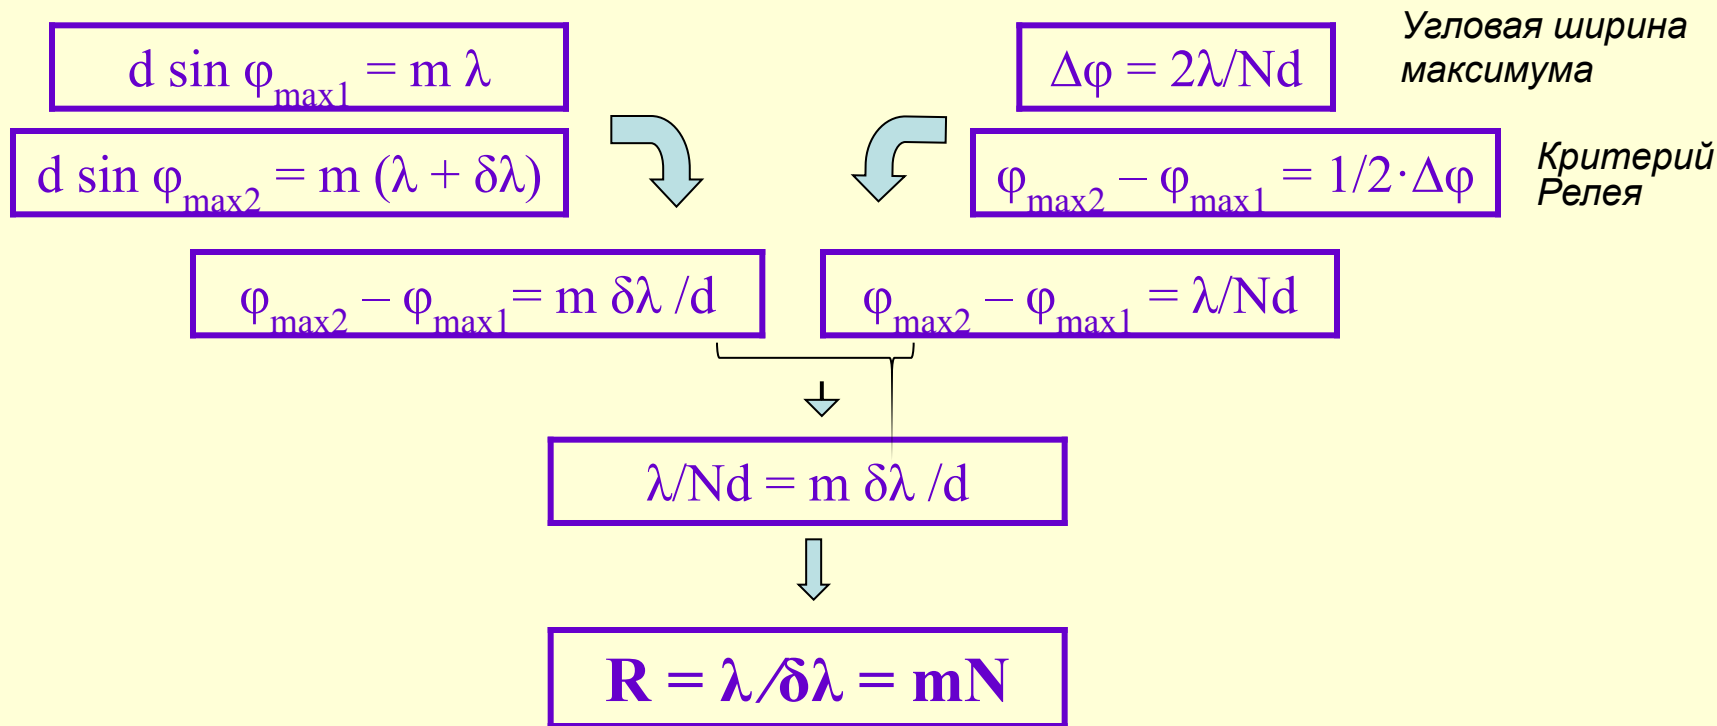 d sin φmax1 = m λ
Δφ = 2λ/Nd
Угловая ширина
максимума
d sin φmax2 = m (λ + δλ)
φmax2 – φmax1 = 1/2·Δφ
Критерий
Релея
φmax2 – φmax1= m δλ /d
φmax2 – φmax1 = λ/Nd
λ/Nd = m δλ /d
R = λ/δλ = mN